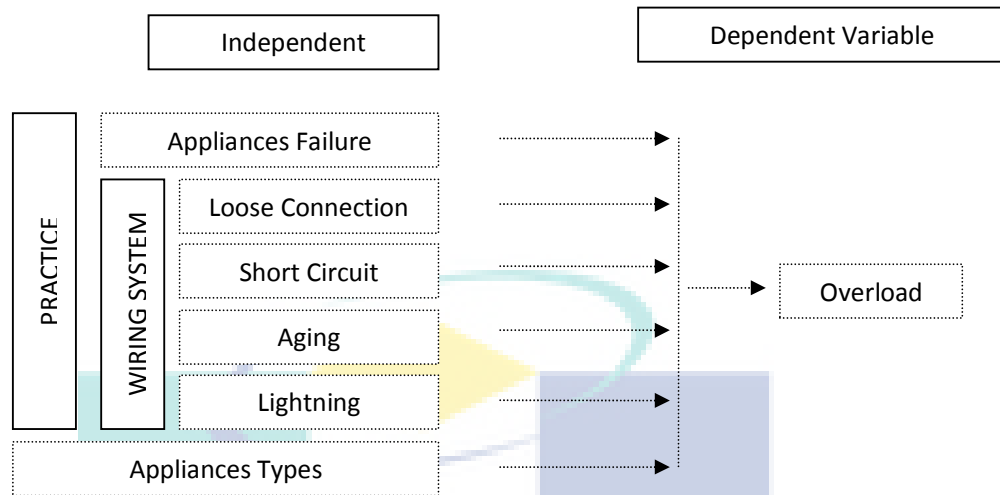 Independent
Dependent Variable
PRACTICE
WIRING SYSTEM
Appliances Failure
Loose Connection
Short Circuit
Aging
Lightning
Appliances Types
Overload